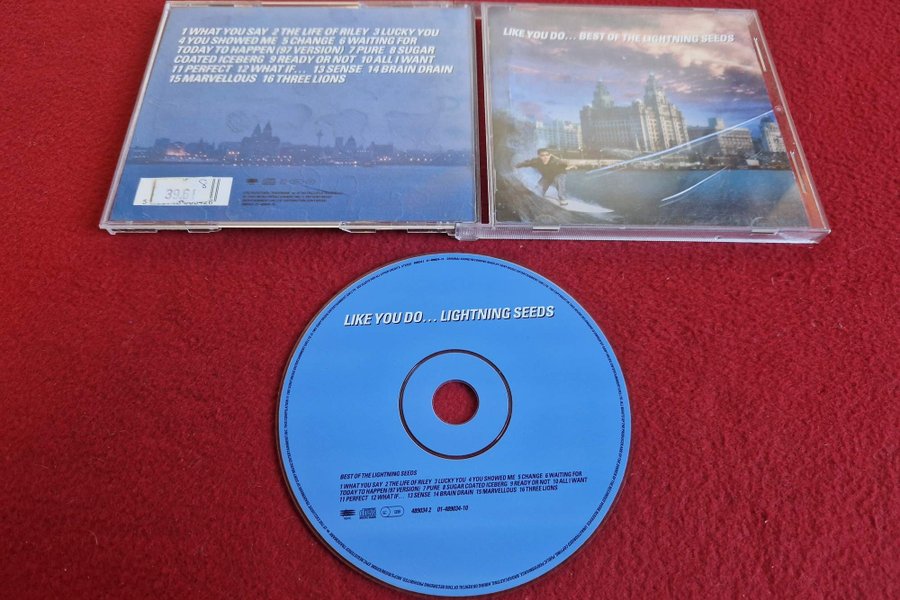 1 WHAT YOU SAY 2 THE LIFE OF RILEY 3 LUCKY YOU
4 YOU SHOWED ME 5 CHANGE 6 WAITING FOR
TODAY TO HAPPEN (97 VERSION) 7 PURE 8 SUGAR
COATED ICEBERG 9 READY OR NOT 10 ALL I WANT
11 PERFECT 12 WHAT IF... 13 SENSE 14 BRAIN DRAIN
15 MARVELLOUS 16 THREE LIONS
LIKE YOU DO... BEST OF THE LIGHTNING SEEDS
LIKE YOU DO... LIGHTNING SEEDS
BEST OF THE LIGHTNING SEEDS
1 WHAT YOU SAY 2 THE LIFE OF RILEY 3 LUCKY YOU 4 YOU SHOWED ME 5 CHANGE 6 WAITING FOR
TODAY TO HAPPEN (97 VERSION) 7 PURE 8 SUGAR COATED ICEBERG 9 READY OR NOT 10 ALL I WANT
11 PERFECT 12 WHAT IF... 13 SENSE 14 BRAIN DRAIN 15 MARVELLOUS 16 THREE LIONS
489034 2 01-489034-10